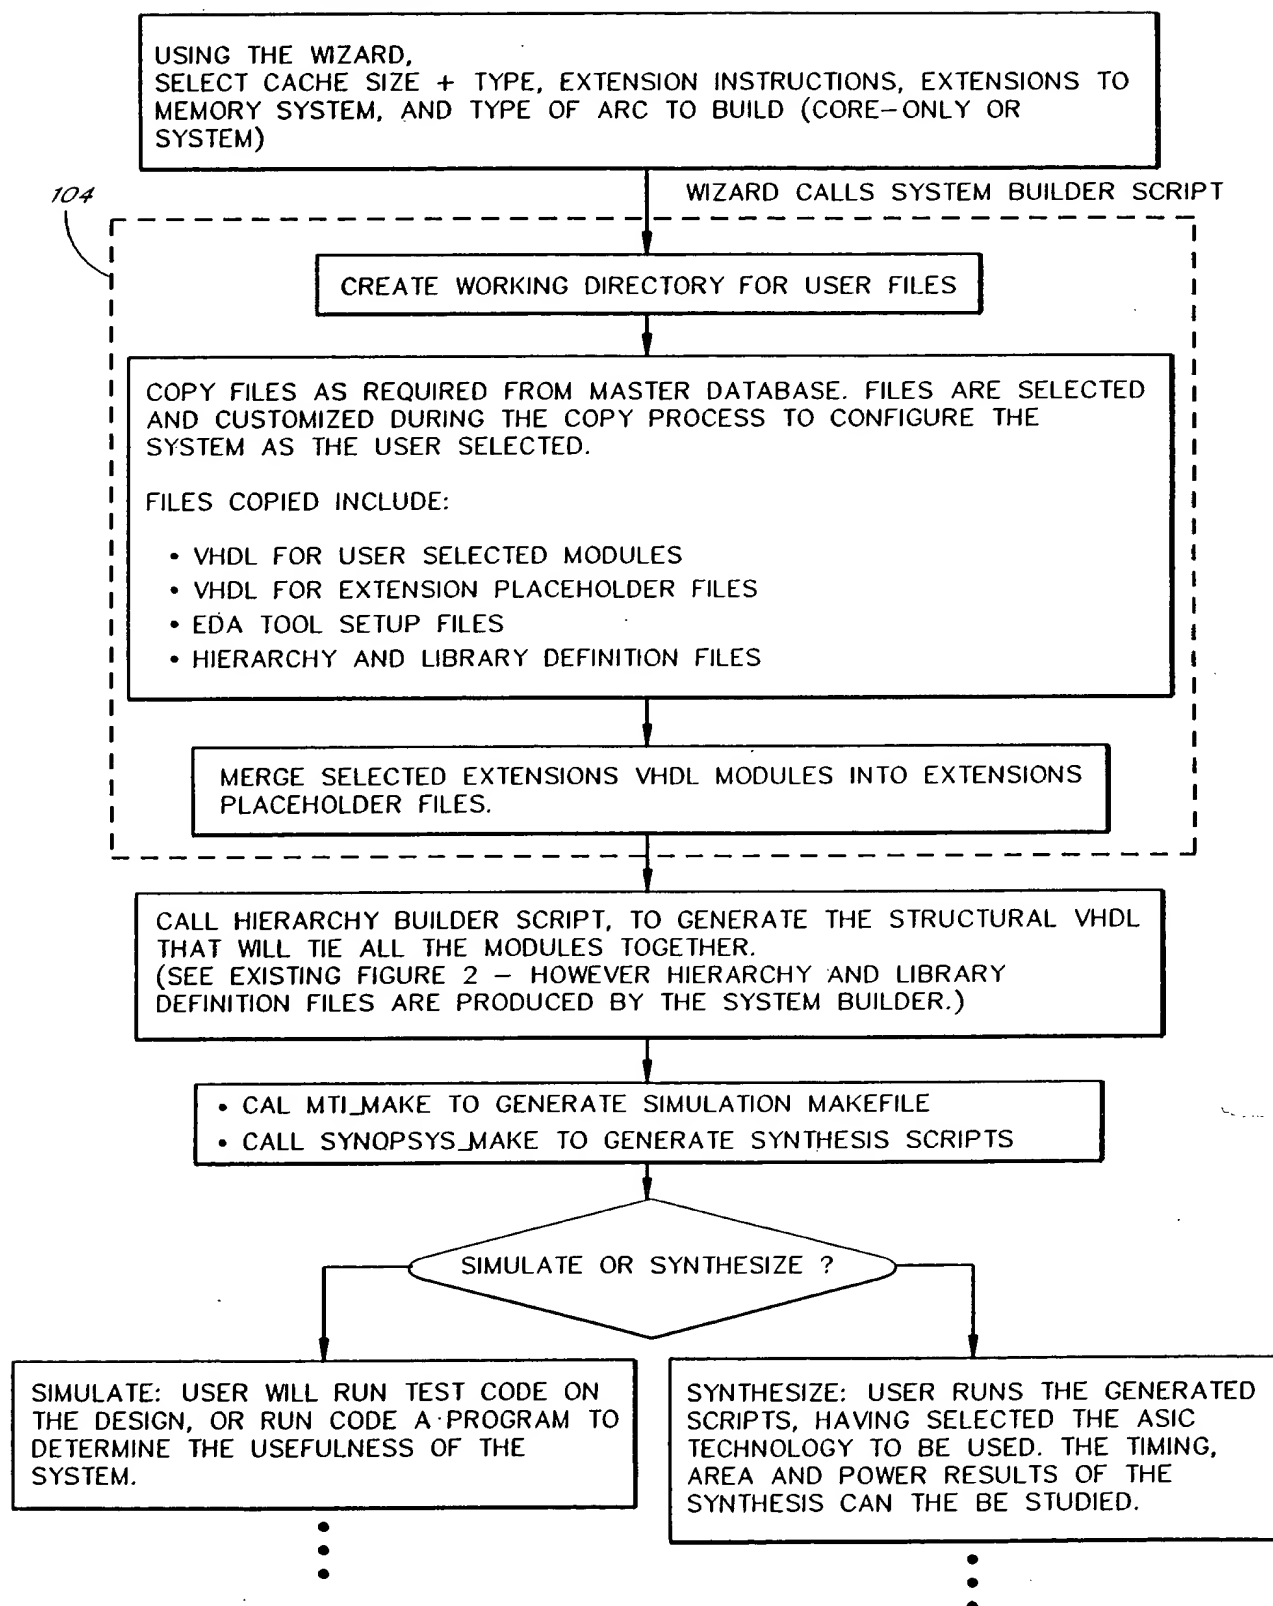 USING THE WIZARD,
SELECT CACHE SIZE + TYPE, EXTENSION INSTRUCTIONS, EXTENSIONS TO
MEMORY SYSTEM, AND TYPE OF ARC TO BUILD (CORE-ONLY OR
SYSTEM)
104
WIZARD CALLS SYSTEM BUILDER SCRIPT
CREATE WORKING DIRECTORY FOR USER FILES
COPY FILES AS REQUIRED FROM MASTER DATABASE. FILES ARE SELECTED
AND CUSTOMIZED DURING THE COPY PROCESS TO CONFIGURE THE
SYSTEM AS THE USER SELECTED.
FILES COPIED INCLUDE:
• VHDL FOR USER SELECTED MODULES
• VHDL FOR EXTENSION PLACEHOLDER FILES
• EDA TOOL SETUP FILES
• HIERARCHY AND LIBRARY DEFINITION FILES
MERGE SELECTED EXTENSIONS VHDL MODULES INTO EXTENSIONS
PLACEHOLDER FILES.
CALL HIERARCHY BUILDER SCRIPT, TO GENERATE THE STRUCTURAL VHDL
THAT WILL TIE ALL THE MODULES TOGETHER.
(SEE EXISTING FIGURE 2 – HOWEVER HIERARCHY AND LIBRARY
DEFINITION FILES ARE PRODUCED BY THE SYSTEM BUILDER.)
• CAL MTI_MAKE TO GENERATE SIMULATION MAKEFILE
• CALL SYNOPSYS_MAKE TO GENERATE SYNTHESIS SCRIPTS
SIMULATE OR SYNTHESIZE ?
SIMULATE: USER WILL RUN TEST CODE ON
THE DESIGN, OR RUN CODE A PROGRAM TO
DETERMINE THE USEFULNESS OF THE
SYSTEM.
SYNTHESIZE: USER RUNS THE GENERATED
SCRIPTS, HAVING SELECTED THE ASIC
TECHNOLOGY TO BE USED. THE TIMING,
AREA AND POWER RESULTS OF THE
SYNTHESIS CAN THE BE STUDIED.